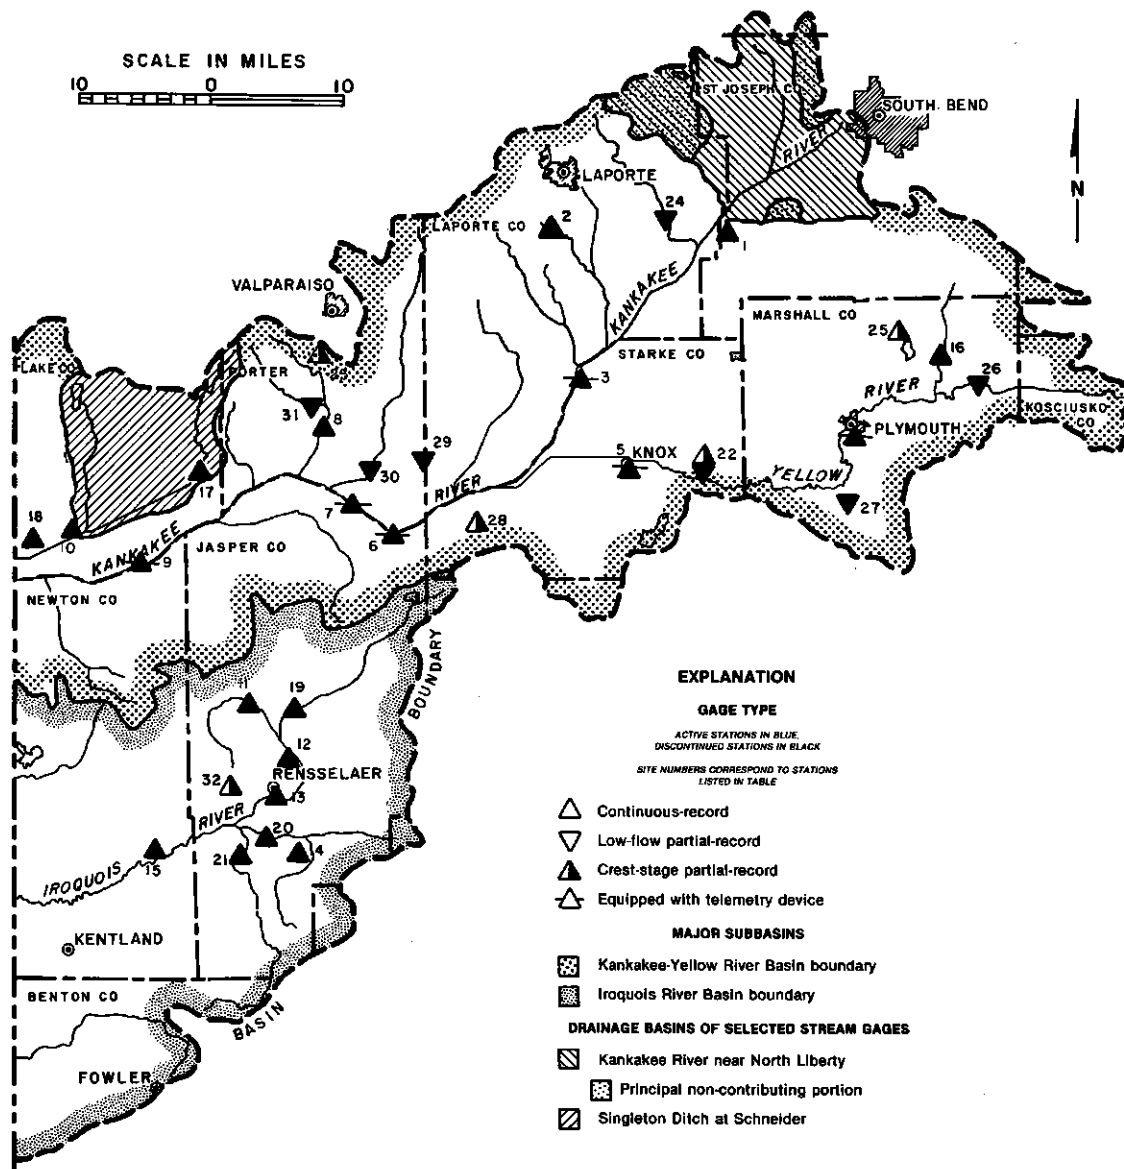 SCALE IN MILES
10 0 10
ST JOSEPH CO
SOUTH BEND
RIVER
LAPORTE
24
2
1
N
LAPORTE CO
KANKAKEE
VALPARAISO
MARSHALL CO
25
16
STARKE CO
LAKE CO
PORTER
3
26
RIVER
KOSCIUSKO CO
31
8
PLYMOUTH
29
5 KNOX
22
30
YELLOW
17
RIVER
7
27
18
10
28
KANKAKEE
6
JASPER CO
9
NEWTON CO
BOUNDARY
11
19
12
RENSSELAER
32
13
RIVER
20
21
4
15
IROQUOIS
KENTLAND
BENTON CO
BASIN
FOWLER
EXPLANATION
GAGE TYPE
ACTIVE STATIONS IN BLUE,
DISCONTINUED STATIONS IN BLACK
SITE NUMBERS CORRESPOND TO STATIONS
LISTED IN TABLE
Continuous-record
Low-flow partial-record
Crest-stage partial-record
Equipped with telemetry device
MAJOR SUBBASINS
Kankakee-Yellow River Basin boundary
Iroquois River Basin boundary
DRAINAGE BASINS OF SELECTED STREAM GAGES
Kankakee River near North Liberty
Principal non-contributing portion
Singleton Ditch at Schneider